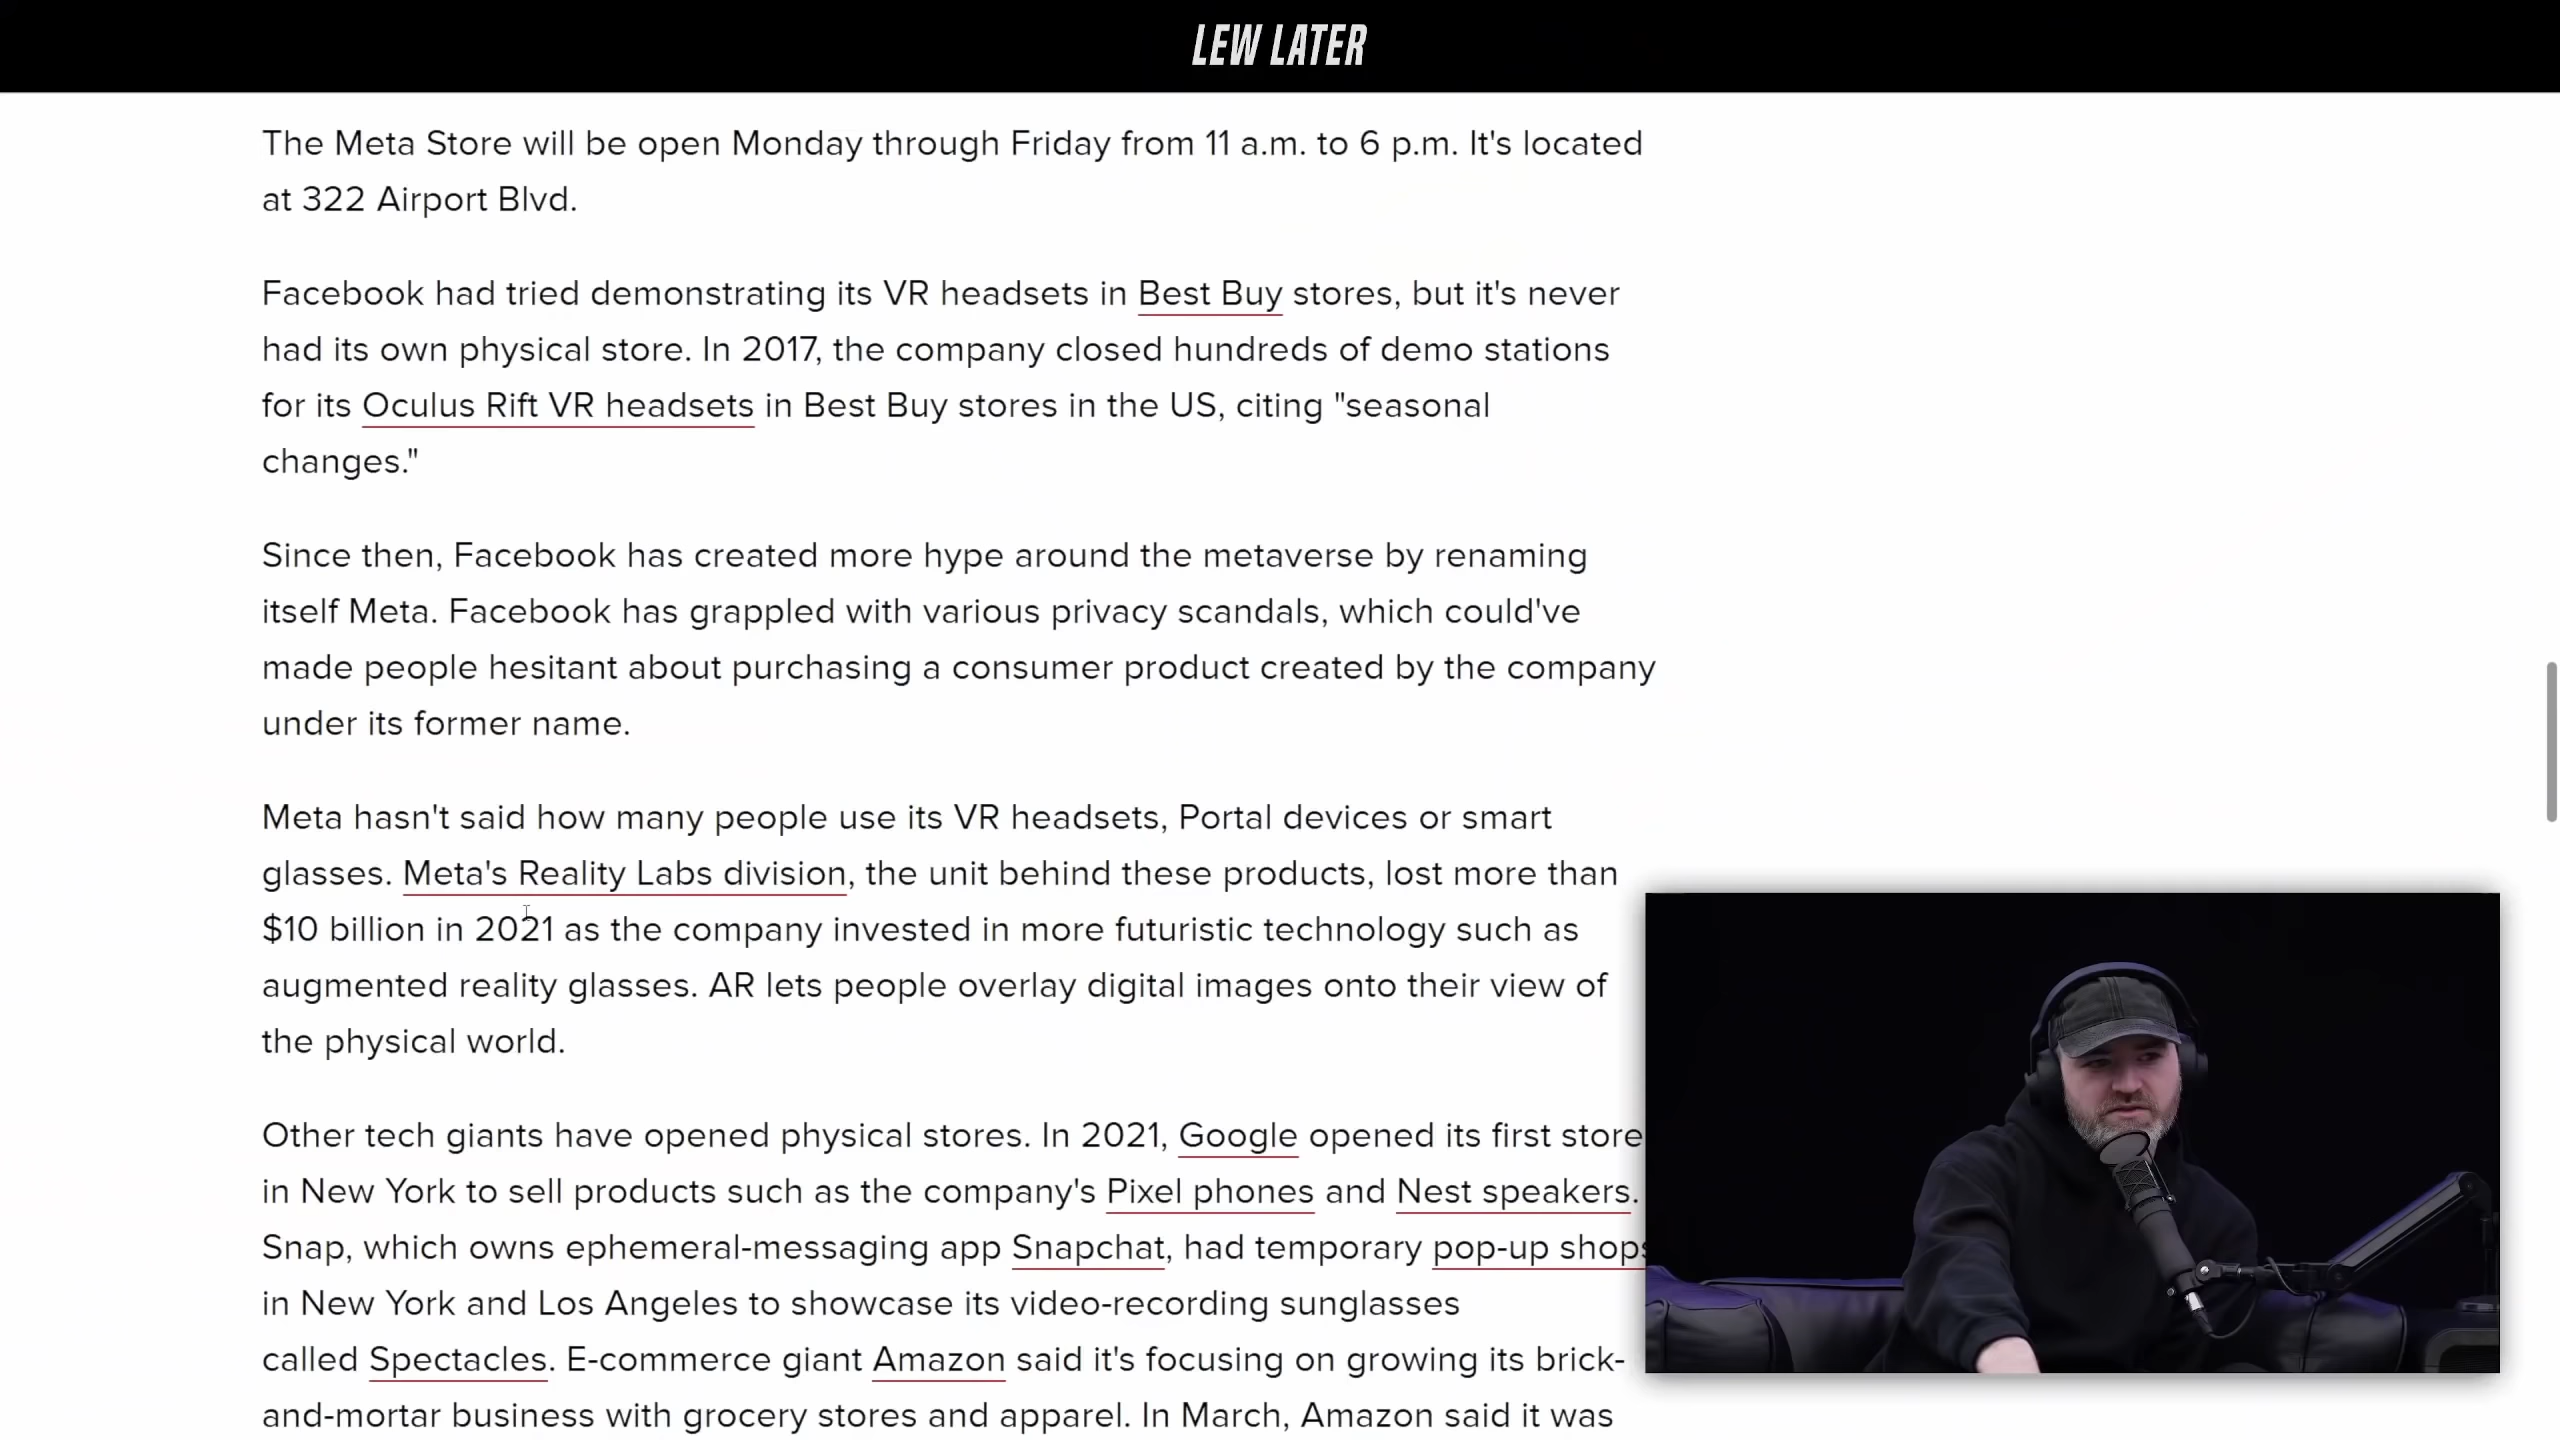 LEW LATER
The Meta Store will be open Monday through Friday from 11 a.m. to 6 p.m. It's located
at 322 Airport Blvd.
Facebook had tried demonstrating its VR headsets in Best Buy stores, but it's never
had its own physical store. In 2017, the company closed hundreds of demo stations
for its Oculus Rift VR headsets in Best Buy stores in the US, citing "seasonal
changes."
Since then, Facebook has created more hype around the metaverse by renaming
itself Meta. Facebook has grappled with various privacy scandals, which could've
made people hesitant about purchasing a consumer product created by the company
under its former name.
Meta hasn't said how many people use its VR headsets, Portal devices or smart
glasses. Meta's Reality Labs division, the unit behind these products, lost more than
$10 billion in 2021 as the company invested in more futuristic technology such as
augmented reality glasses. AR lets people overlay digital images onto their view of
the physical world.
Other tech giants have opened physical stores. In 2021, Google opened its first store
in New York to sell products such as the company's Pixel phones and Nest speakers.
Snap, which owns ephemeral-messaging app Snapchat, had temporary pop-up shops
in New York and Los Angeles to showcase its video-recording sunglasses
called Spectacles. E-commerce giant Amazon said it's focusing on growing its brick-
and-mortar business with grocery stores and apparel. In March, Amazon said it was